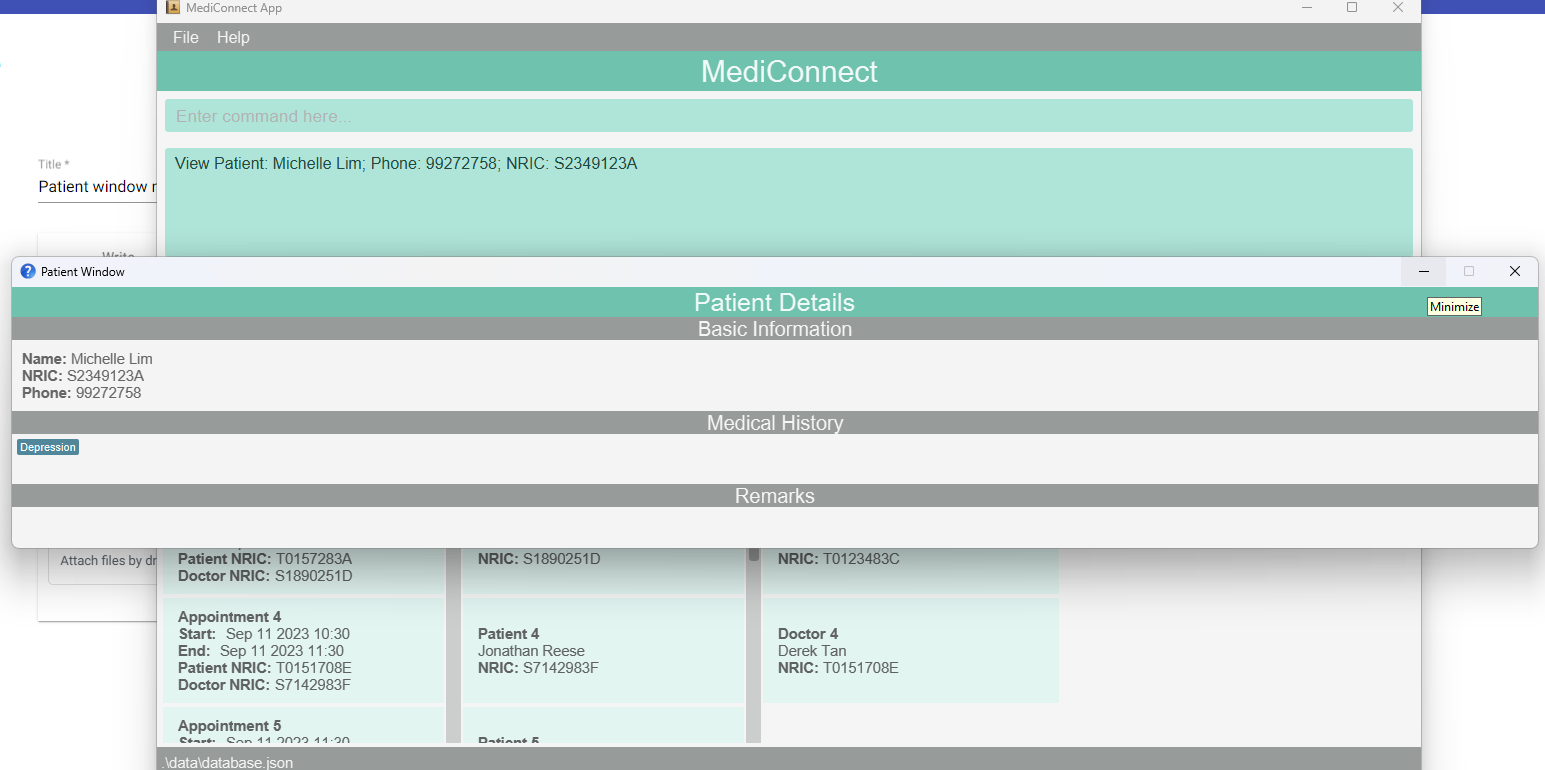 MediConnect App
File Help
MediConnect
Enter command here...
Title *
Patient window
View Patient: Michelle Lim; Phone: 99272758; NRIC: S2349123A
Write
Patient Window
Patient Details
Minimize
Basic Information
Name: Michelle Lim
NRIC: S2349123A
Phone: 99272758
Medical History
Depression
Remarks
Attach files by
Patient NRIC: T0157283A
Doctor NRIC: S1890251D
NRIC: S1890251D
NRIC: T0123483C
Appointment 4
Start: Sep 11 2023 10:30
End: Sep 11 2023 11:30
Patient NRIC: T0151708E
Doctor NRIC: S7142983F
Patient 4
Jonathan Reese
NRIC: S7142983F
Doctor 4
Derek Tan
NRIC: T0151708E
Appointment 5
Start: Sep 11 2023 11:30
Patient 5
.\data\database.json